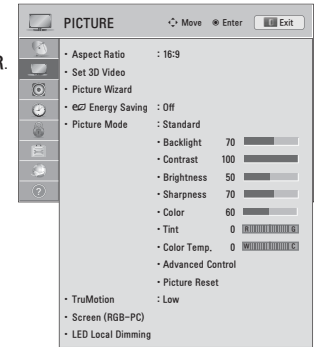 PICTURE Move Enter Exit
R.
• Aspect Ratio : 16:9
• Set 3D Video
• Picture Wizard
• Energy Saving : Off
• Picture Mode : Standard
• Backlight 70
• Contrast 100
• Brightness 50
• Sharpness 70
• Color 60
• Tint 0 R G
• Color Temp. 0 W C
• Advanced Control
• Picture Reset
• TruMotion : Low
• Screen (RGB-PC)
• LED Local Dimming